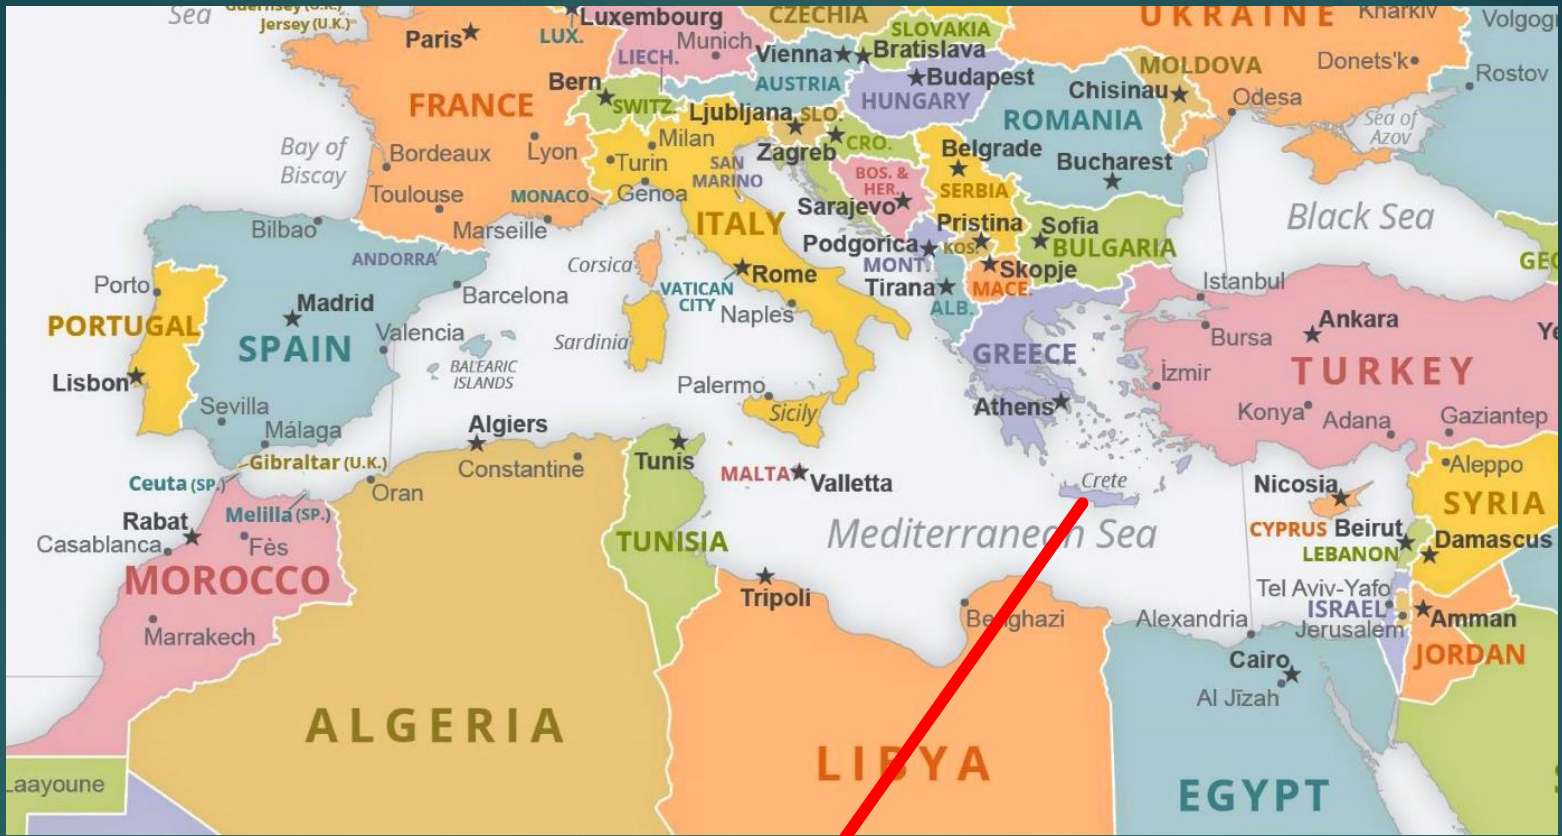 Sea
Guernsey (U.K.)
Jersey (U.K.)
Paris
Luxembourg
LUX.
CZECHIA
SLOVAKIA
UKRAINE
Kharkiv
LIECH.
Munich
Vienna
Bratislava
MOLDOVA
Donets'k
Rostov
Bern
SWITZ.
AUSTRIA
Budapest
HUNGARY
Chisinau
Odesa
FRANCE
Ljubljana
SLO.
ROMANIA
Sea of
Azov
Bay of
Biscay
Bordeaux
Lyon
Milan
Turin
Zagreb
CRO.
Belgrade
Bucharest
SAN
MARINO
BOS. &
HER.
SERBIA
Toulouse
MONACO
Genoa
Sarajevo
Bilbao
Marseille
ITALY
Pristina
Sofia
BULGARIA
Black Sea
ANDORRA
Corsica
Podgorica
KOS.
MONT.
Skopje
MACE.
Porto
Madrid
Barcelona
VATICAN
CITY
Rome
Tirana
ALB.
Istanbul
PORTUGAL
SPAIN
Valencia
Naples
Ankara
Bursa
Sardinia
GREECE
TURKEY
Lisbon
BALEARIC
ISLANDS
Palermo
İzmir
Sevilla
Sicily
Athens
Konya
Adana
Gaziantep
Málaga
Algiers
Gibraltar (U.K.)
Constantine
Tunis
Aleppo
Ceuta (SP.)
Oran
MALTA
Valletta
Crete
Nicosia
SYRIA
Rabat
Melilla (SP.)
Casablanca
Fès
TUNISIA
Mediterranean Sea
CYPRUS
Beirut
LEBANON
Damascus
MOROCCO
Tripoli
Benghazi
Tel Aviv-Yafo
ISRAEL
Amman
Marrakech
Alexandria
Jerusalem
Cairo
JORDAN
Al Jīzah
ALGERIA
LIBYA
EGYPT
Laayoune